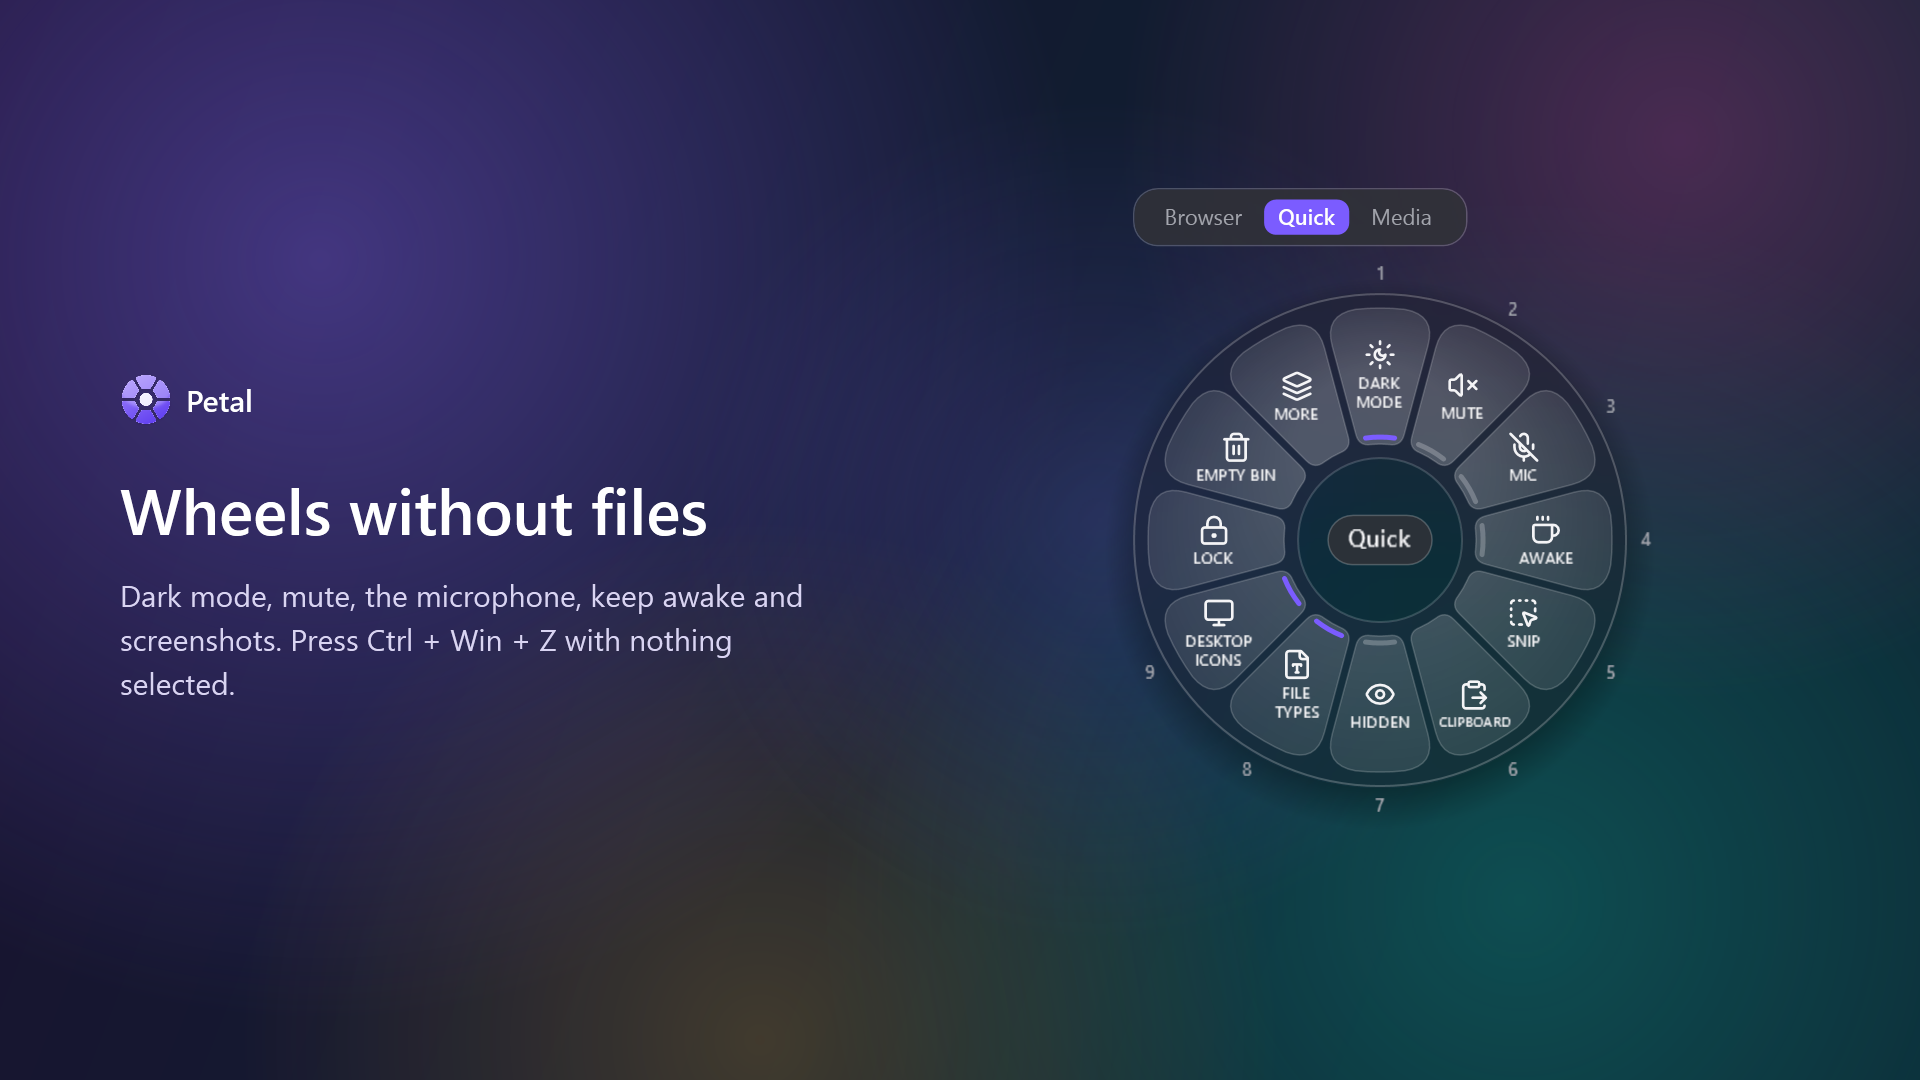 Petal
Wheels without files
Dark mode, mute, the microphone, keep awake and
screenshots. Press Ctrl + Win + Z with nothing
selected.
Browser
Quick
Media
1
2
3
4
5
6
7
8
9
DARK
MODE
MUTE
MIC
AWAKE
SNIP
CLIPBOARD
HIDDEN
FILE
TYPES
DESKTOP
ICONS
LOCK
EMPTY BIN
MORE
Quick